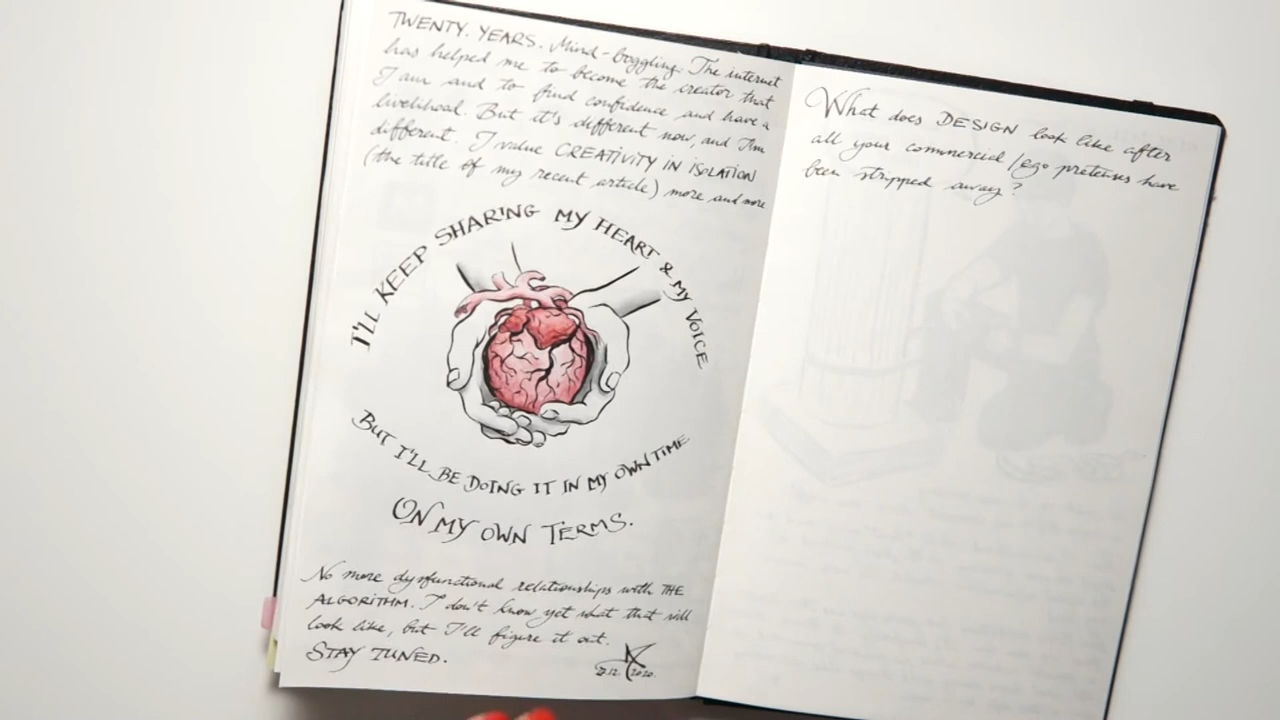 TWENTY. YEARS. Mind-boggling. The internet
has helped me to become the creator that
I am and to find confidence and have a
livelihood. But it's different now, and I'm
different. I value CREATIVITY IN ISOLATION
(the title of my recent article) more and more
I'LL KEEP SHARING MY HEART & MY VOICE
BUT I'LL BE DOING IT IN MY OWN TIME
ON MY OWN TERMS.
No more dysfunctional relationships with THE
ALGORITHM. I don't know yet what that will
look like, but I'll figure it out.
STAY TUNED.
2020.
What does DESIGN look like after
all your commercial/ego pretenses have
been stripped away?